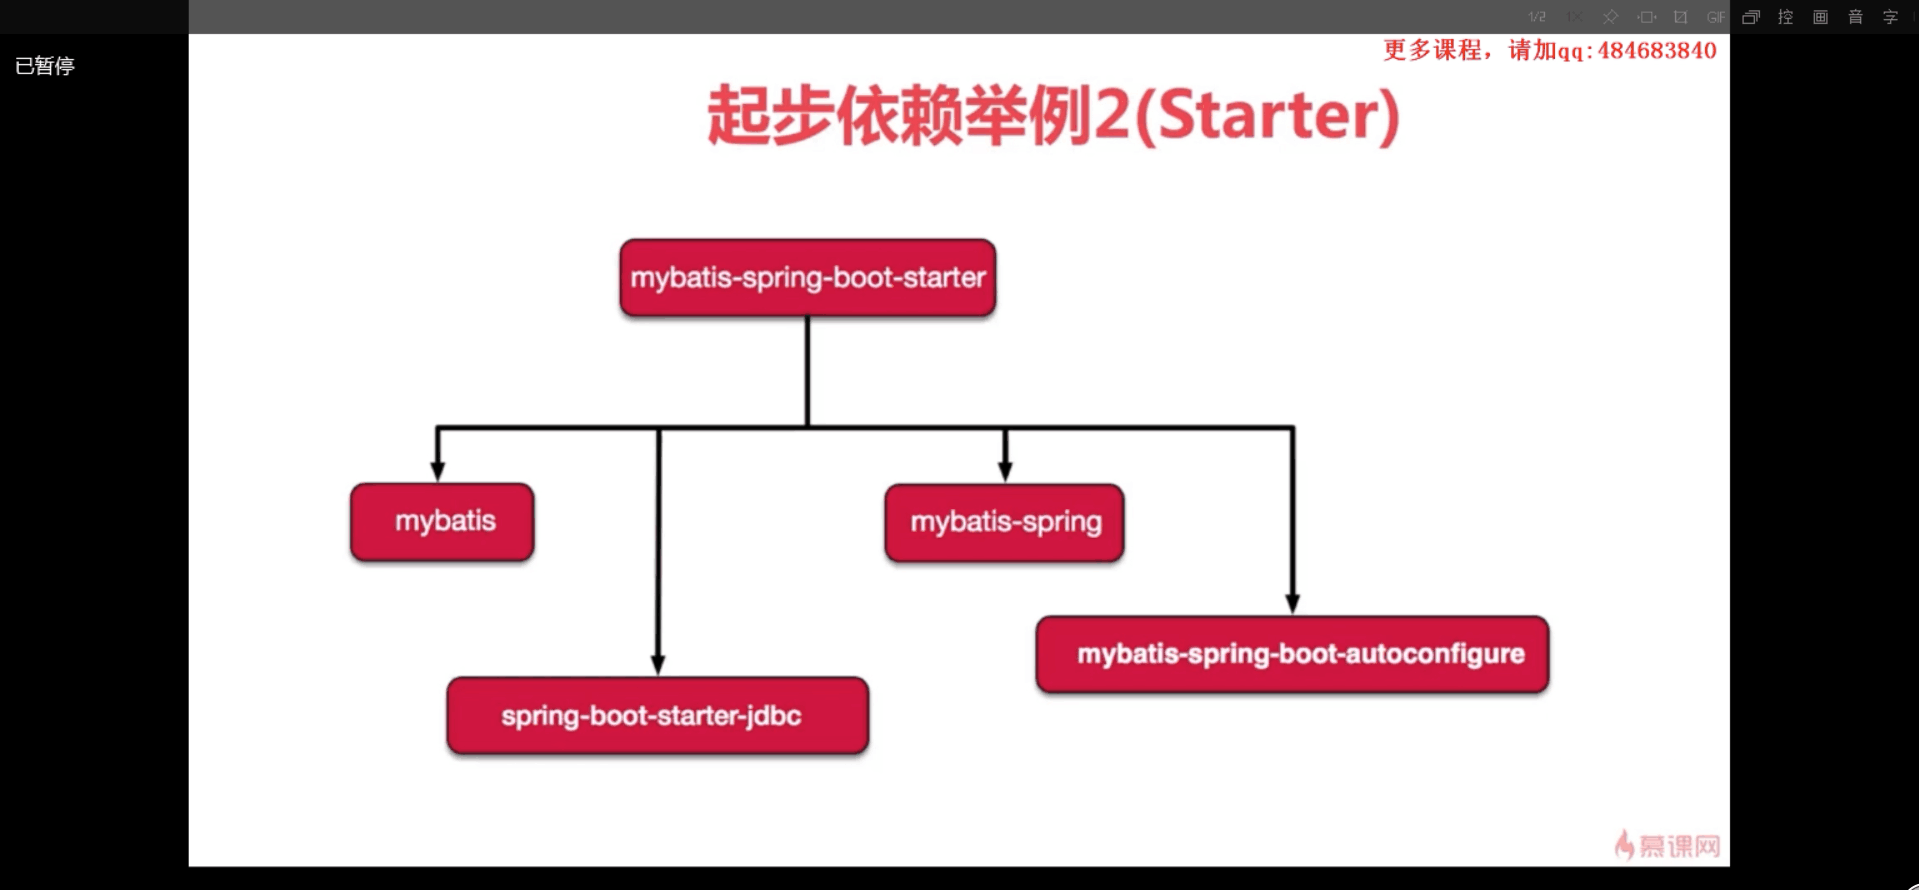 1/2 1X GIF 控 画 音 字
已暂停
更多课程，请加qq:484683840
起步依赖举例2(Starter)
mybatis-spring-boot-starter
mybatis
mybatis-spring
mybatis-spring-boot-autoconfigure
spring-boot-starter-jdbc
慕课网